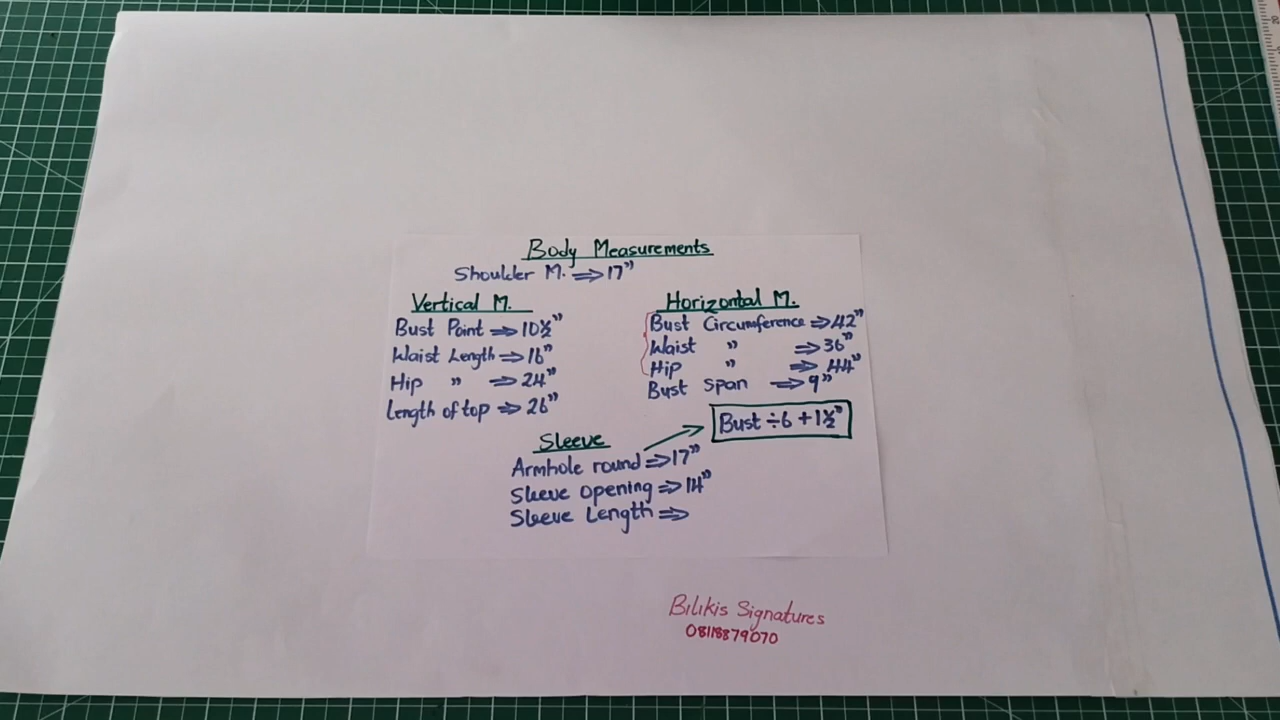 Body Measurements
Shoulder M. ⇒ 17"
Vertical M.
Bust Point ⇒ 10½"
Waist Length ⇒ 16"
Hip " ⇒ 24"
Length of top ⇒ 26"
Horizontal M.
Bust Circumference ⇒ 42"
Waist " ⇒ 36"
Hip " ⇒ 44"
Bust Span ⇒ 9"
Bust ÷ 6 + 1½"
Sleeve
Armhole round ⇒ 17"
Sleeve Opening ⇒ 14"
Sleeve Length ⇒
Bilikis Signatures
08118879070